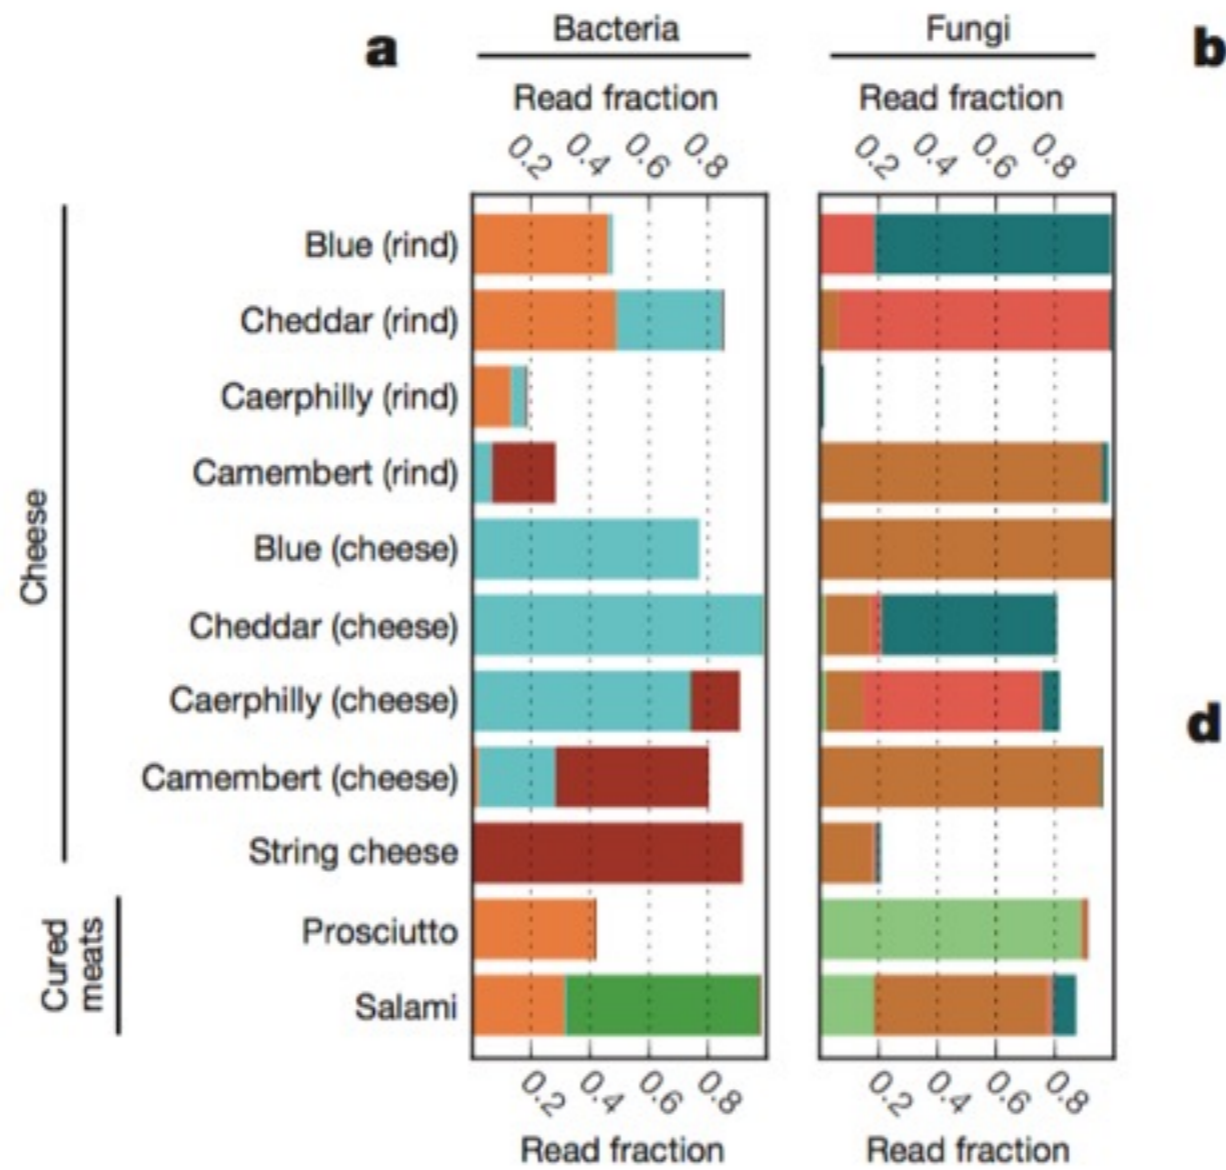 a
Bacteria
Fungi
b
Read fraction
Read fraction
0.2 0.4 0.6 0.8
0.2 0.4 0.6 0.8
Cheese
Blue (rind)
Cheddar (rind)
Caerphilly (rind)
Camembert (rind)
Blue (cheese)
Cheddar (cheese)
Caerphilly (cheese)
d
Camembert (cheese)
String cheese
Cured
meats
Prosciutto
Salami
0.2 0.4 0.6 0.8
0.2 0.4 0.6 0.8
Read fraction
Read fraction